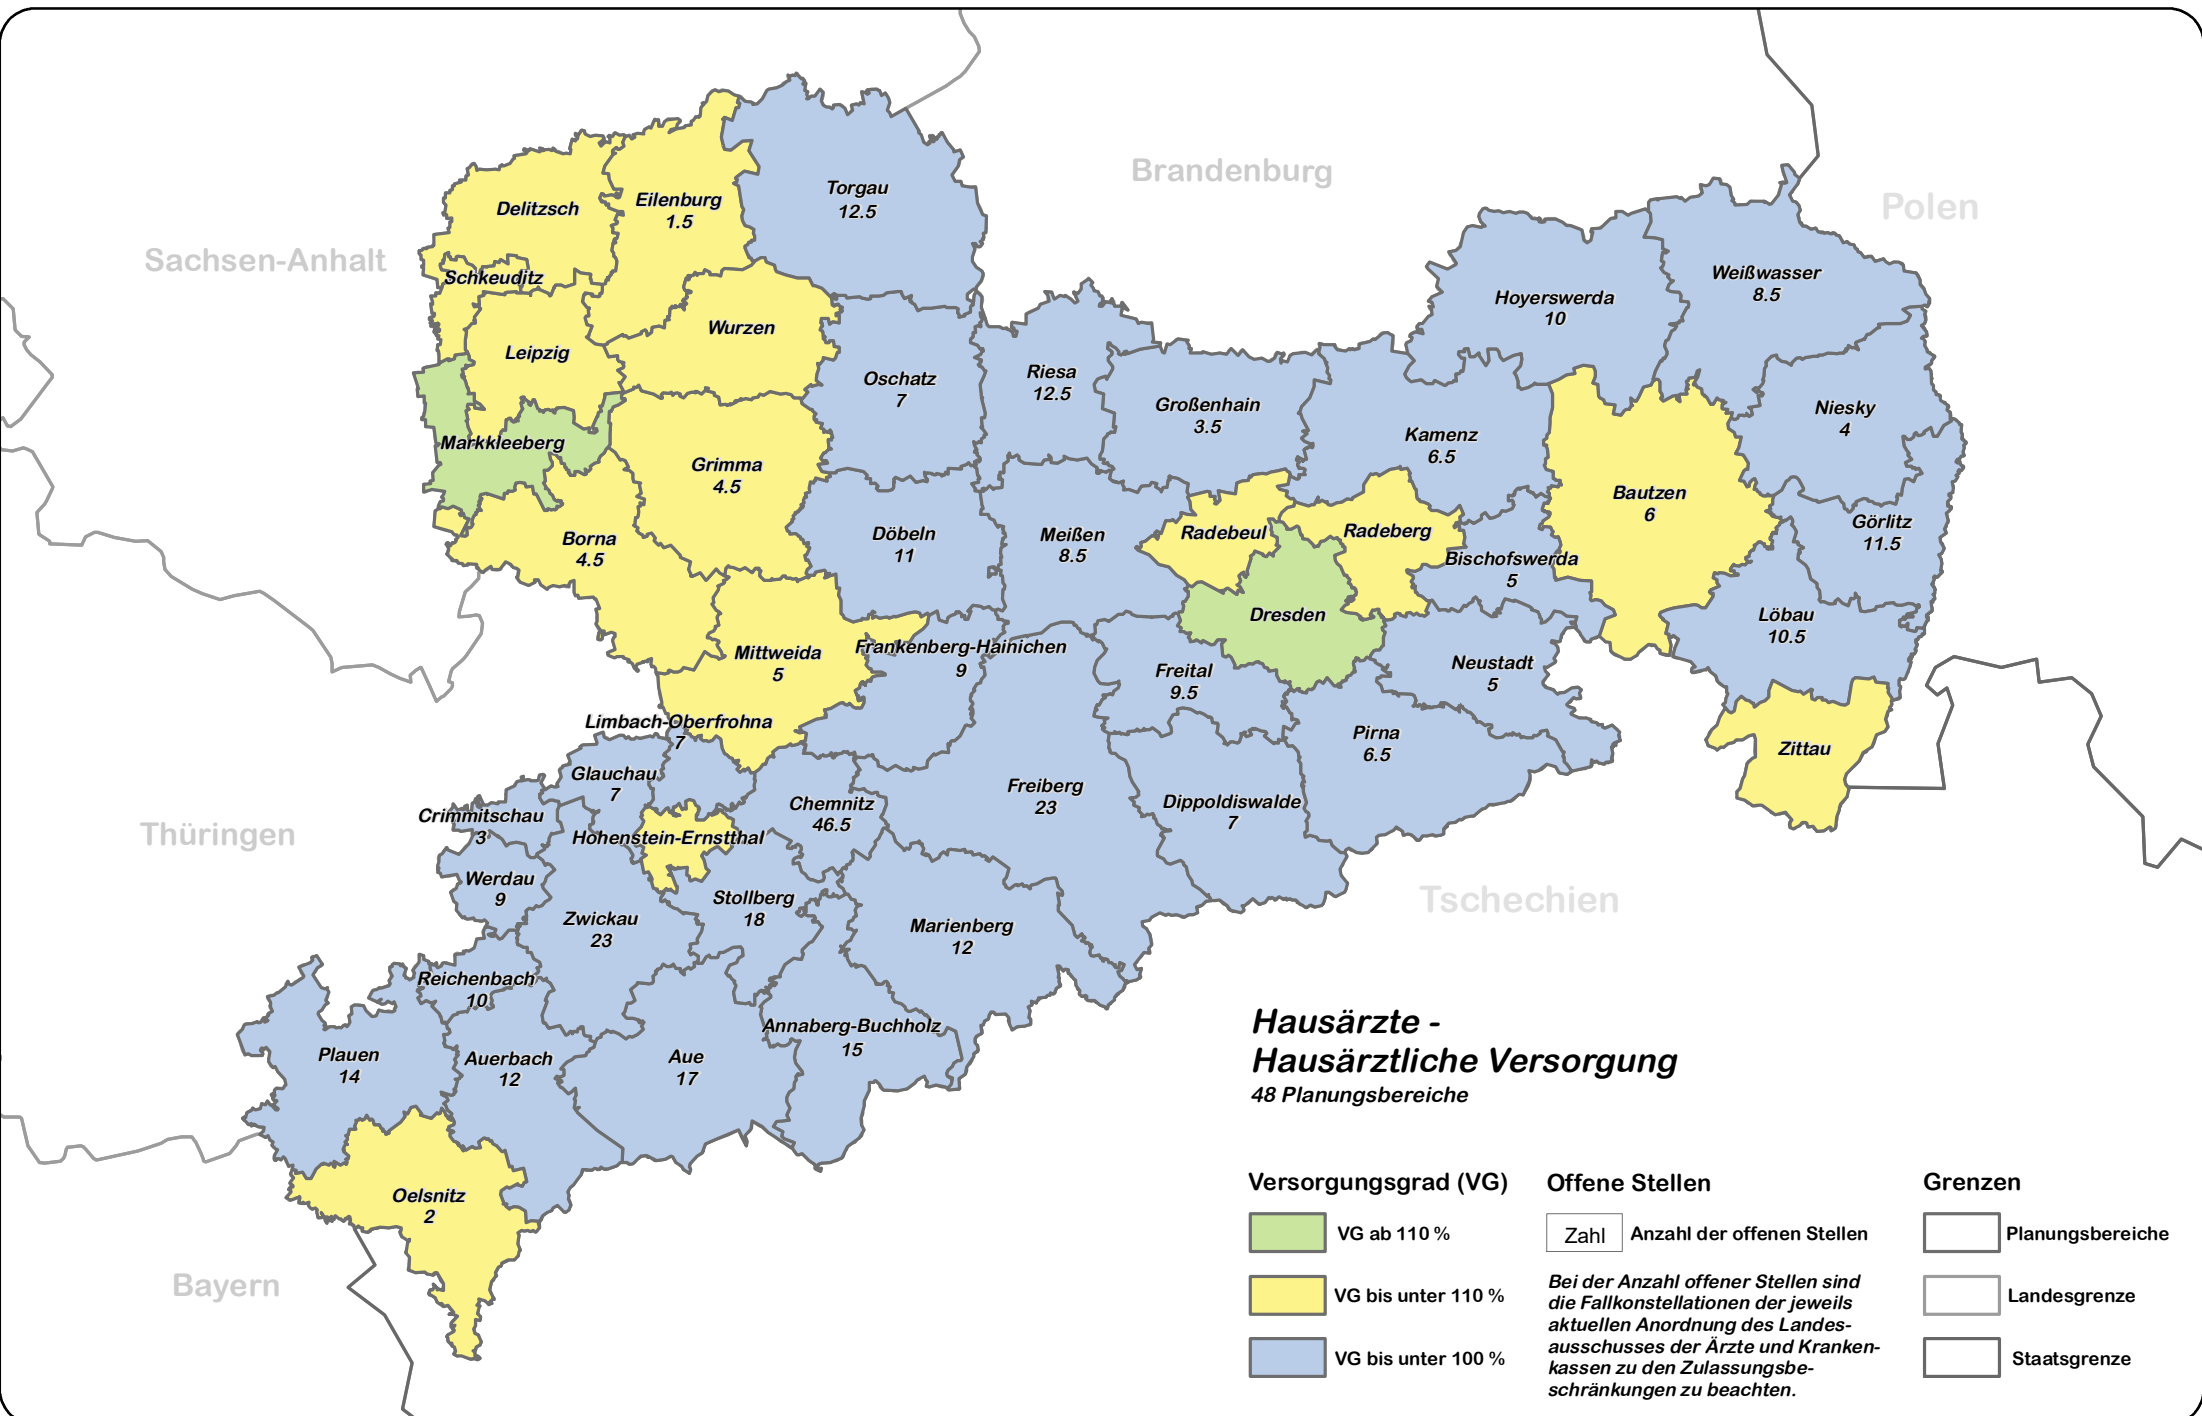 Brandenburg
Polen
Sachsen-Anhalt
Thüringen
Bayern
Tschechien
Torgau
12.5
Delitzsch
Eilenburg
1.5
Schkeuditz
Wurzen
Leipzig
Markkleeberg
Grimma
4.5
Borna
4.5
Oschatz
7
Riesa
12.5
Großenhain
3.5
Hoyerswerda
10
Weißwasser
8.5
Kamenz
6.5
Niesky
4
Bautzen
6
Görlitz
11.5
Döbeln
11
Meißen
8.5
Radebeul
Radeberg
Bischofswerda
5
Dresden
Löbau
10.5
Mittweida
5
Frankenberg-Hainichen
9
Freital
9.5
Neustadt
5
Limbach-Oberfrohna
7
Pirna
6.5
Zittau
Glauchau
7
Chemnitz
46.5
Freiberg
23
Dippoldiswalde
7
Crimmitschau
3
Hohenstein-Ernstthal
Werdau
9
Zwickau
23
Stollberg
18
Marienberg
12
Reichenbach
10
Annaberg-Buchholz
15
Plauen
14
Auerbach
12
Aue
17
Oelsnitz
2
Hausärzte -
Hausärztliche Versorgung
48 Planungsbereiche
Versorgungsgrad (VG)
VG ab 110 %
VG bis unter 110 %
VG bis unter 100 %
Offene Stellen
Zahl Anzahl der offenen Stellen
Bei der Anzahl offener Stellen sind
die Fallkonstellationen der jeweils
aktuellen Anordnung des Landes-
ausschusses der Ärzte und Kranken-
kassen zu den Zulassungsbe-
schränkungen zu beachten.
Grenzen
Planungsbereiche
Landesgrenze
Staatsgrenze